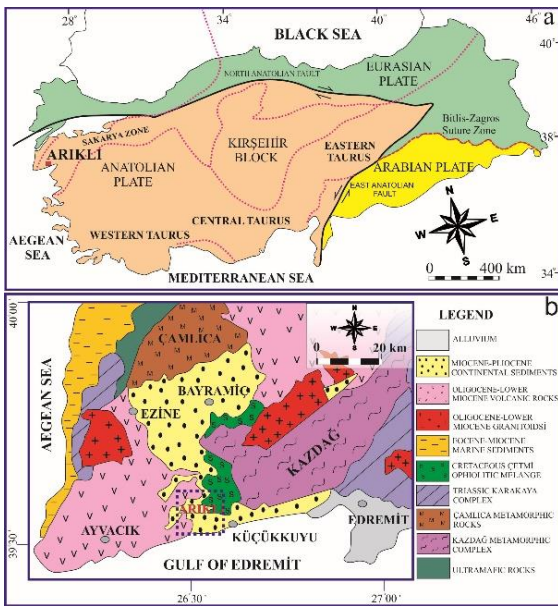 a
28'
34'
40'
46°
BLACK SEA
40'
NORTH ANATOLIAN FAULT
EURASIAN
PLATE
SAKARYA ZONE
ARIKLI
KIRŞEHİR
BLOCK
Bitlis-Zagros
Suture Zone
38°
ANATOLIAN
PLATE
EASTERN
TAURUS
ARABIAN PLATE
EAST ANATOLIAN
FAULT
CENTRAL TAURUS
AEGEAN
SEA
WESTERN TAURUS
N
W
E
S
MEDITERRANEAN SEA
0 400 km
34'
b
40°00'
ÇAMLICA
0 20 km
AEGEAN SEA
BAYRAMİÇ
EZİNE
KAZDAĞ
ARIKLI
EDREMİT
AYVACIK
KÜÇÜKKUYU
39°30'
GULF OF EDREMIT
26°30'
27°00'
LEGEND
ALLUVIUM
MIOCENE-PLIOCENE
CONTINENTAL SEDIMENTS
OLIGOCENE-LOWER
MIOCENE VOLCANIC ROCKS
OLIGOCENE-LOWER
MIOCENE GRANITOIDSİ
EOCENE-MIOCENE
MARINE SEDIMENTS
CRETACEOUS ÇETMİ
OPHIOLITIC MÉLANGE
TRIASSIC KARAKAYA
COMPLEX
ÇAMLICA METAMORPHIC
ROCKS
KAZDAĞ METAMORPHIC
COMPLEX
ULTRAMAFIC ROCKS